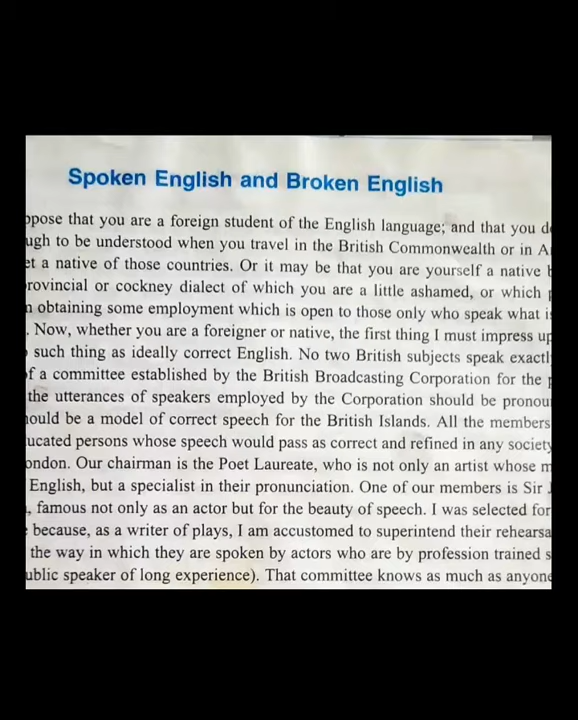 Spoken English and Broken English
ppose that you are a foreign student of the English language; and that you d
ugh to be understood when you travel in the British Commonwealth or in A
et a native of those countries. Or it may be that you are yourself a native
rovincial or cockney dialect of which you are a little ashamed, or which
n obtaining some employment which is open to those only who speak what i
. Now, whether you are a foreigner or native, the first thing I must impress up
such thing as ideally correct English. No two British subjects speak exactl
f a committee established by the British Broadcasting Corporation for the
the utterances of speakers employed by the Corporation should be pronou
ould be a model of correct speech for the British Islands. All the members
ucated persons whose speech would pass as correct and refined in any society
ondon. Our chairman is the Poet Laureate, who is not only an artist whose m
English, but a specialist in their pronunciation. One of our members is Sir J
, famous not only as an actor but for the beauty of speech. I was selected for
because, as a writer of plays, I am accustomed to superintend their rehearsa
the way in which they are spoken by actors who are by profession trained s
ublic speaker of long experience). That committee knows as much as anyone